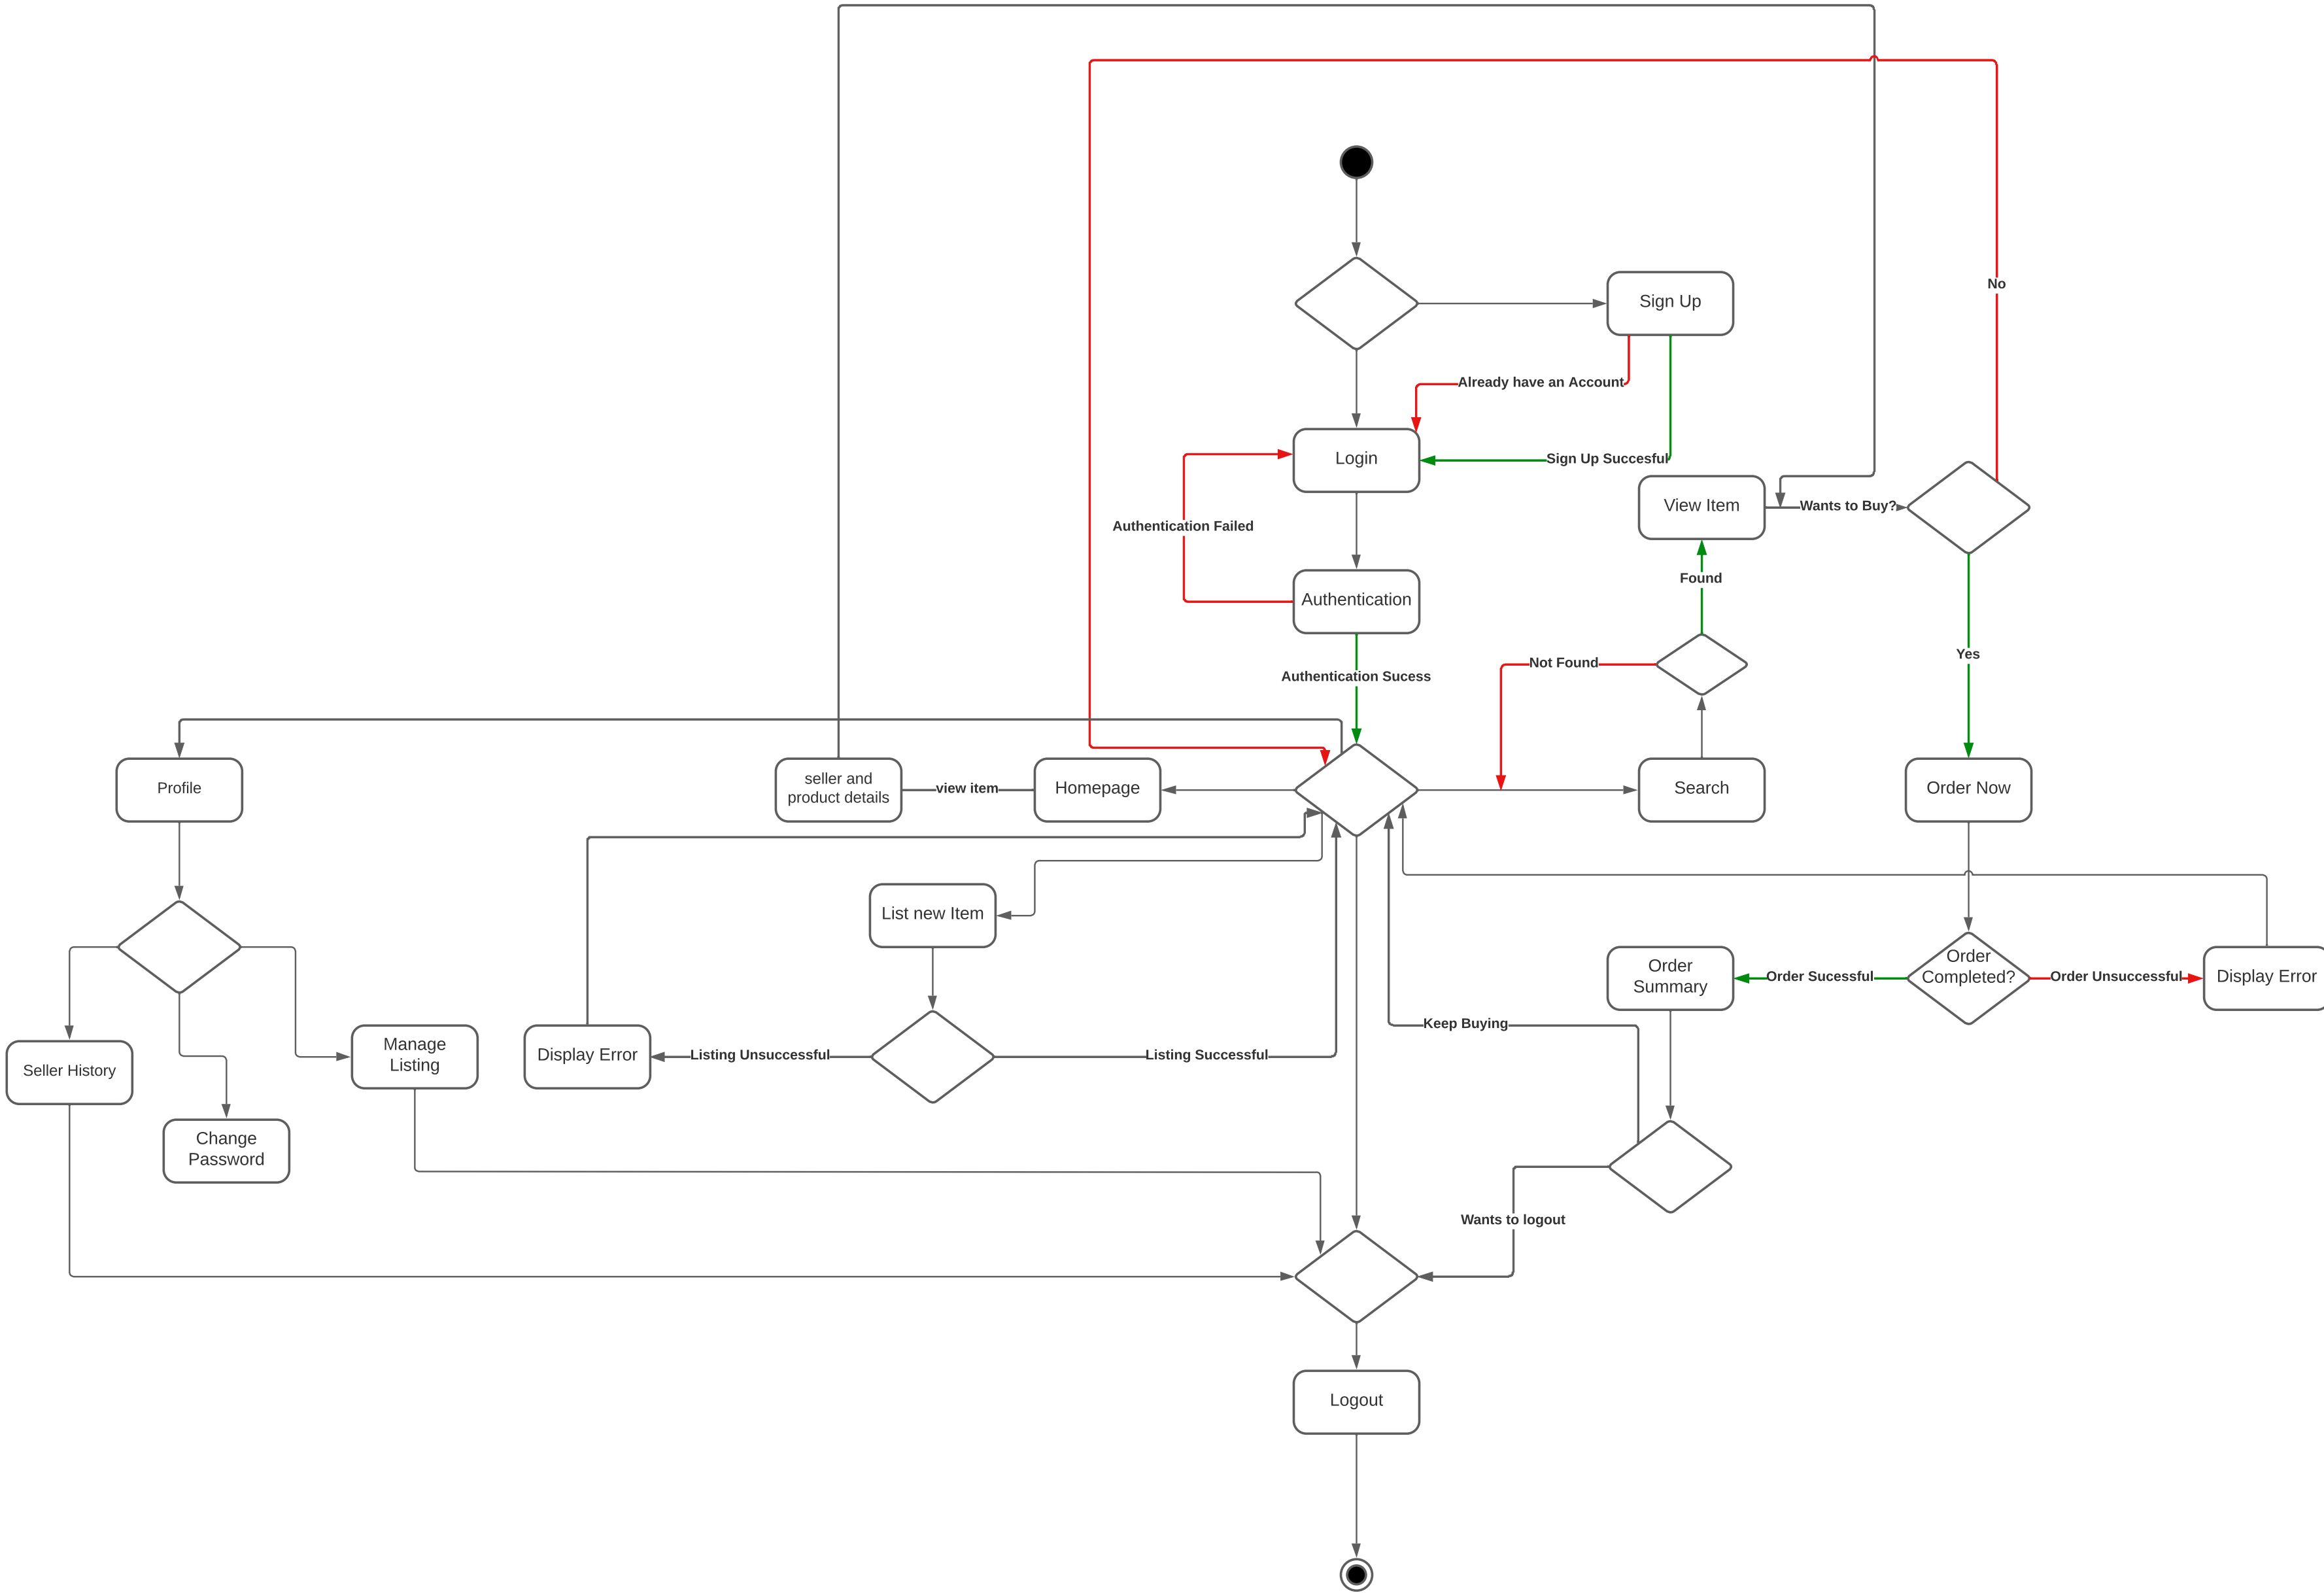 No
Sign Up
Already have an Account
Login
Sign Up Succesful
View Item
Wants to Buy?
Authentication Failed
Found
Authentication
Not Found
Yes
Authentication Sucess
Profile
seller and
product details
view item
Homepage
Search
Order Now
List new Item
Order
Summary
Order Sucessful
Order
Completed?
Order Unsuccessful
Display Error
Keep Buying
Manage
Listing
Display Error
Listing Unsuccessful
Listing Successful
Seller History
Change
Password
Wants to logout
Logout